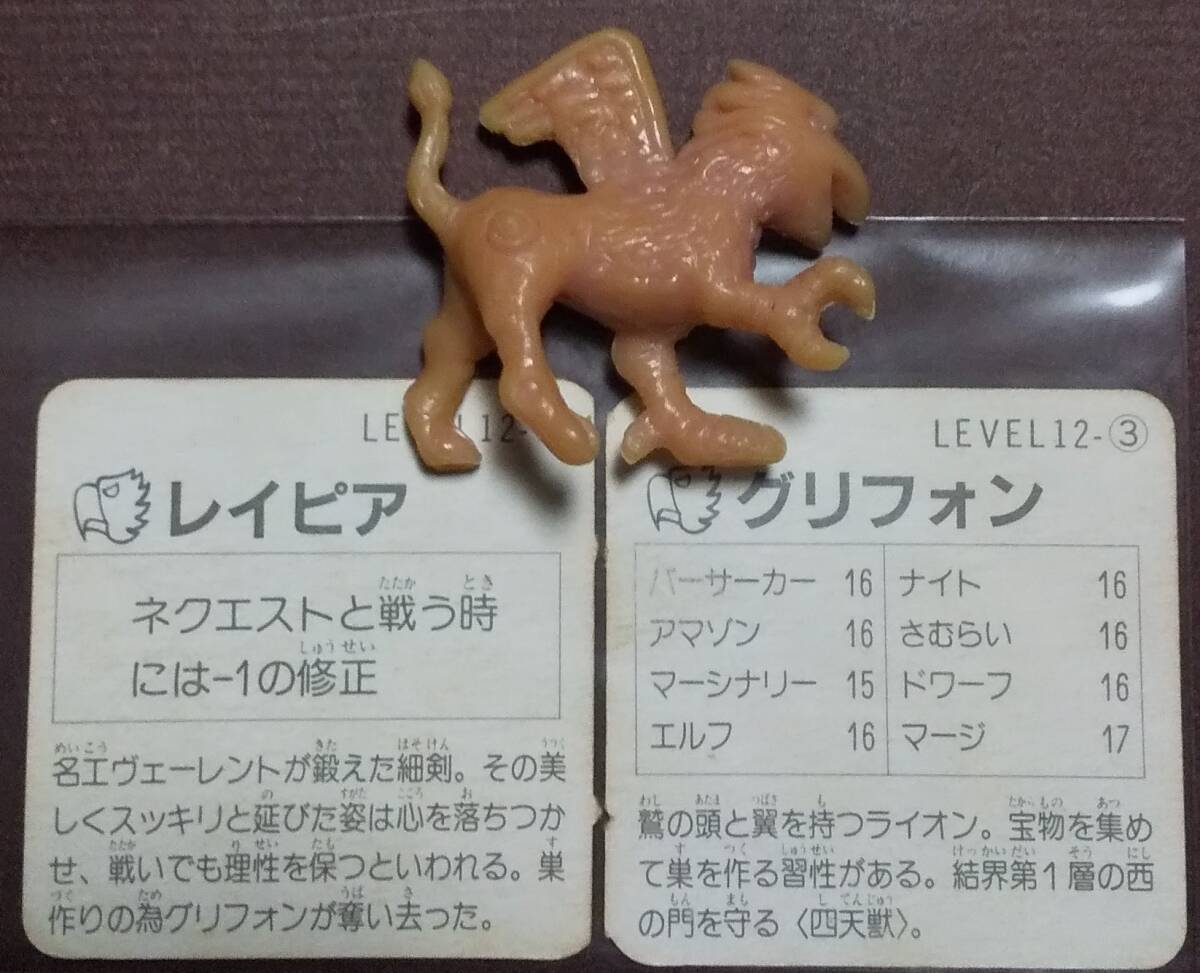 LEVEL12-
レイピア
ネクエストと戦う時
には-1の修正
名工ヴェーレントが鍛えた細剣。その美
しくスッキリと延びた姿は心を落ちつか
せ、戦いでも理性を保つといわれる。巣
作りの為グリフォンが奪い去った。
LEVEL12-③
グリフォン
バーサーカー 16 ナイト 16
アマゾン 16 さむらい 16
マーシナリー 15 ドワーフ 16
エルフ 16 マージ 17
鷲の頭と翼を持つライオン。宝物を集め
て巣を作る習性がある。結界第1層の西
の門を守る〈四天獣〉。